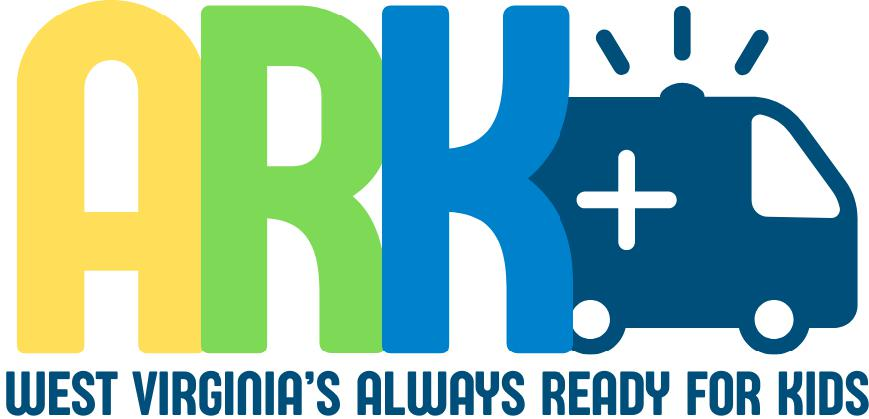 ARK
WEST VIRGINIA'S ALWAYS READY FOR KIDS